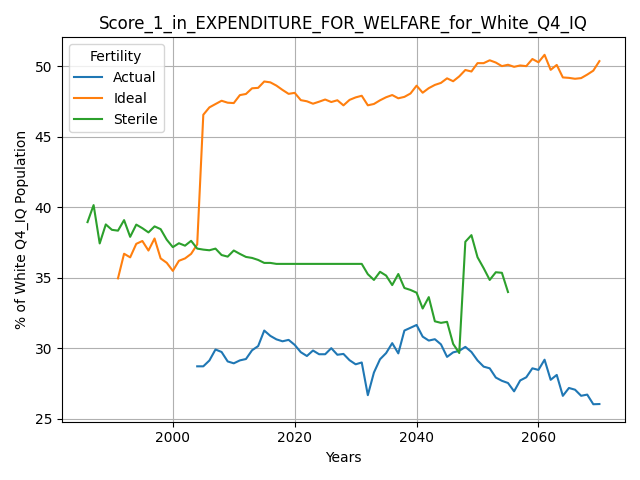 Score_1_in_EXPENDITURE_FOR_WELFARE_for_White_Q4_IQ
Fertility
Actual
Ideal
Sterile
% of White Q4_IQ Population
50
45
40
35
30
25
2000
2020
2040
2060
Years